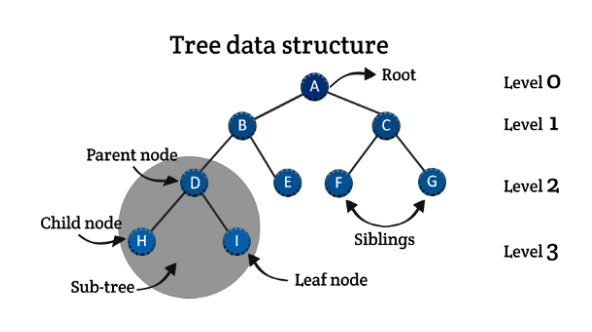 Tree data structure
Root
A
Level 0
B
C
Level 1
Parent node
D
E
F
G
Level 2
Child node
H
I
Siblings
Level 3
Sub-tree
Leaf node